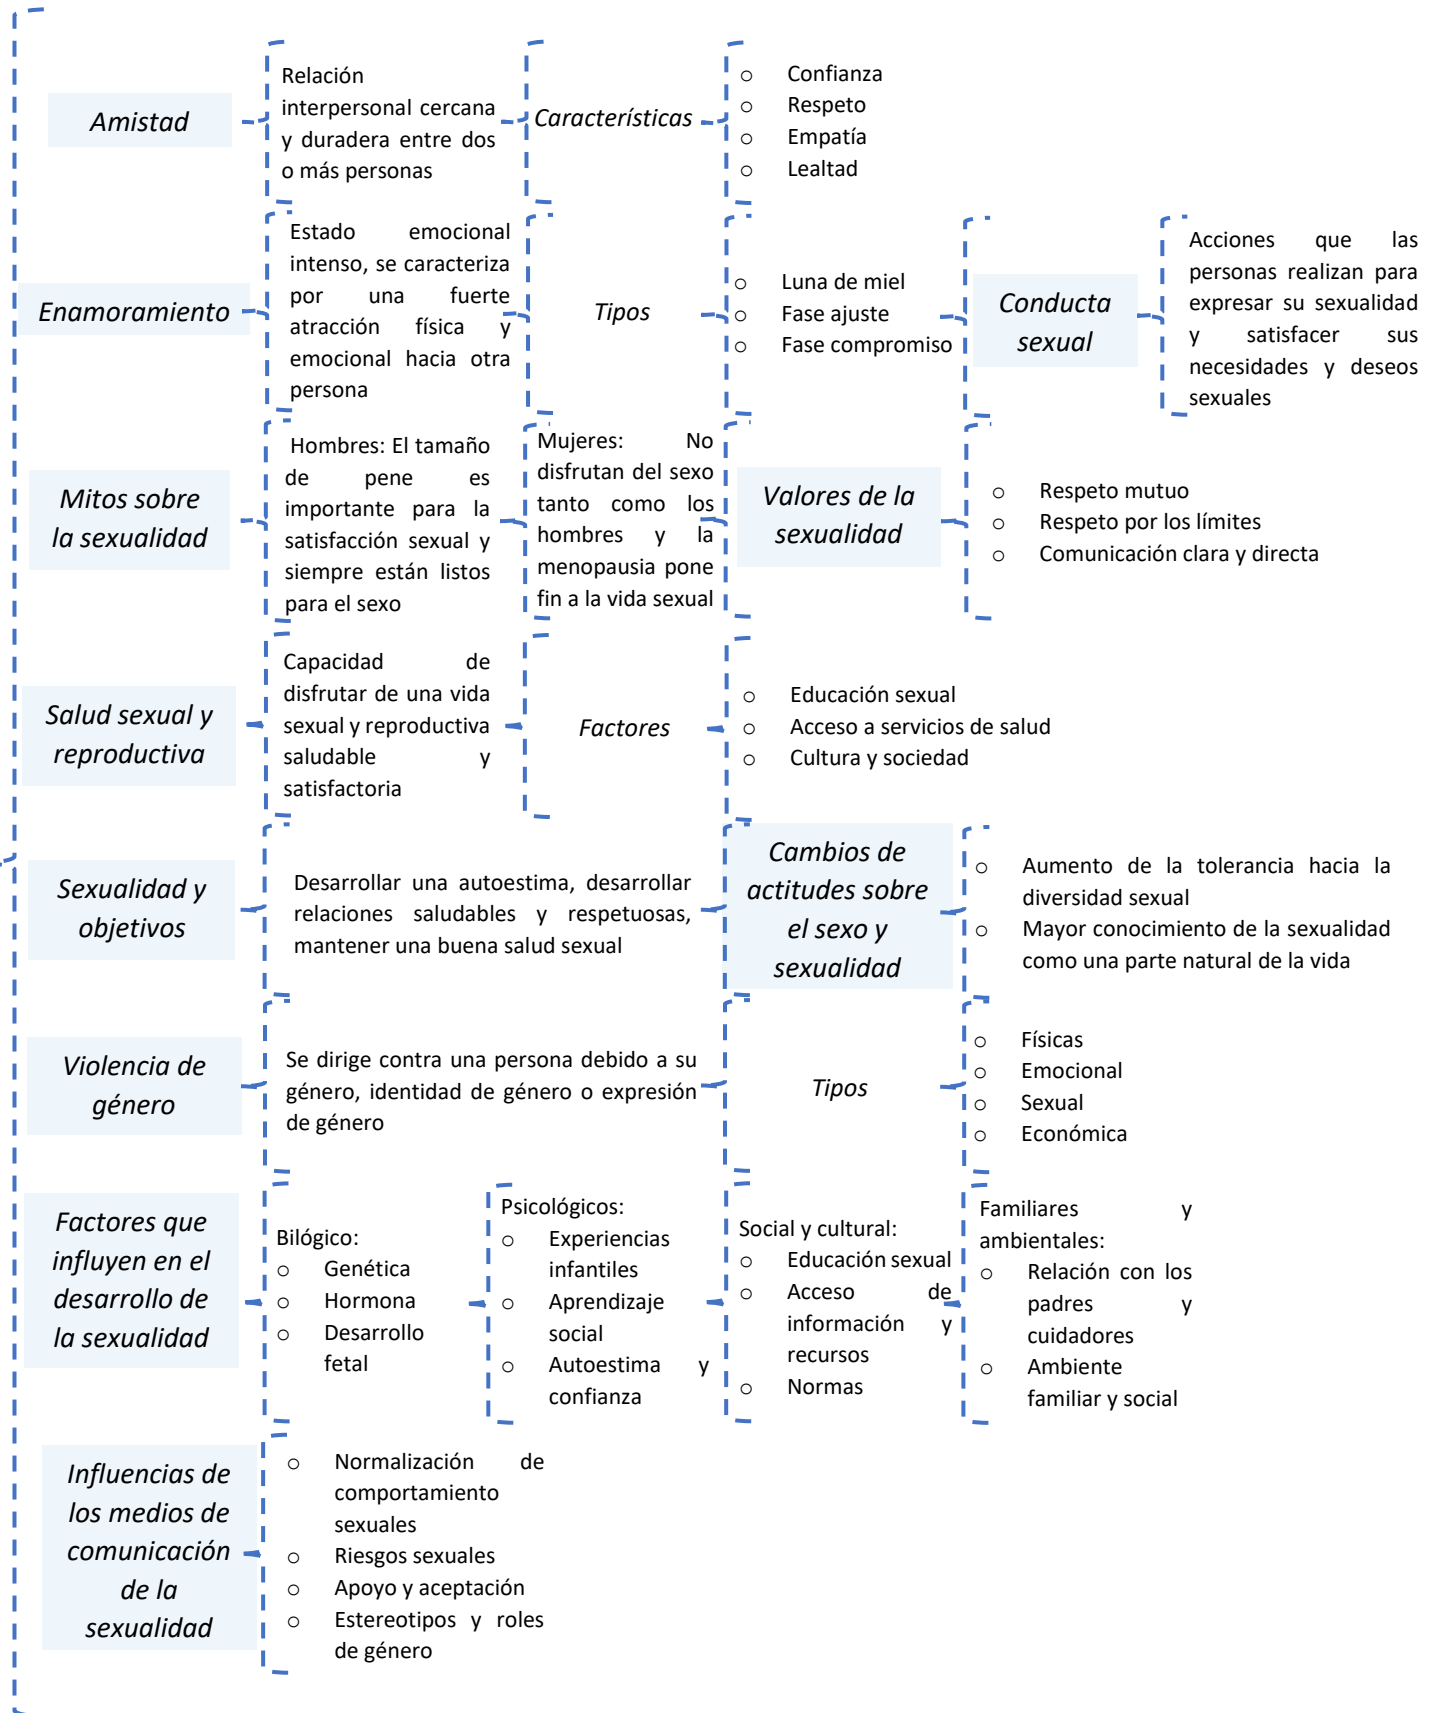 Amistad
Relación
interpersonal cercana
y duradera entre dos
o más personas
Características
o Confianza
o Respeto
o Empatía
o Lealtad
Enamoramiento
Estado emocional
intenso, se caracteriza
por una fuerte
atracción física y
emocional hacia otra
persona
Tipos
o Luna de miel
o Fase ajuste
o Fase compromiso
Conducta
sexual
Acciones que las
personas realizan para
expresar su sexualidad
y satisfacer sus
necesidades y deseos
sexuales
Mitos sobre
la sexualidad
Hombres: El tamaño
de pene es
importante para la
satisfacción sexual y
siempre están listos
para el sexo
Mujeres: No
disfrutan del sexo
tanto como los
hombres y la
menopausia pone
fin a la vida sexual
Valores de la
sexualidad
o Respeto mutuo
o Respeto por los límites
o Comunicación clara y directa
Salud sexual y
reproductiva
Capacidad de
disfrutar de una vida
sexual y reproductiva
saludable y
satisfactoria
Factores
o Educación sexual
o Acceso a servicios de salud
o Cultura y sociedad
Sexualidad y
objetivos
Desarrollar una autoestima, desarrollar
relaciones saludables y respetuosas,
mantener una buena salud sexual
Cambios de
actitudes sobre
el sexo y
sexualidad
o Aumento de la tolerancia hacia la
diversidad sexual
o Mayor conocimiento de la sexualidad
como una parte natural de la vida
Violencia de
género
Se dirige contra una persona debido a su
género, identidad de género o expresión
de género
Tipos
o Físicas
o Emocional
o Sexual
o Económica
Factores que
influyen en el
desarrollo de
la sexualidad
Bilógico:
o Genética
o Hormona
o Desarrollo
fetal
Psicológicos:
o Experiencias
infantiles
o Aprendizaje
social
o Autoestima y
confianza
Social y cultural:
o Educación sexual
o Acceso de
información y
recursos
o Normas
Familiares y
ambientales:
o Relación con los
padres y
cuidadores
o Ambiente
familiar y social
Influencias de
los medios de
comunicación
de la
sexualidad
o Normalización de
comportamiento
sexuales
o Riesgos sexuales
o Apoyo y aceptación
o Estereotipos y roles
de género